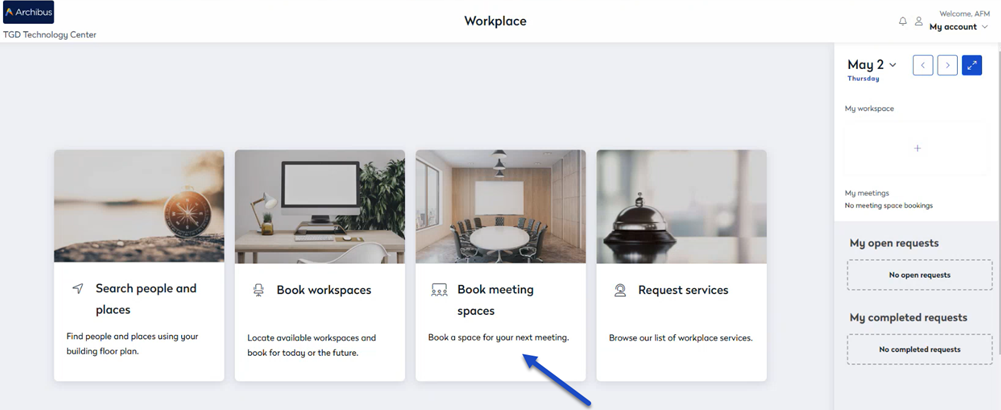 Archibus
TGD Technology Center
Workplace
Welcome, AFM
My account
May 2
Thursday
My workspace
My meetings
No meeting space bookings
My open requests
No open requests
My completed requests
No completed requests
Search people and
places
Find people and places using your
building floor plan.
Book workspaces
Locate available workspaces and
book for today or the future.
Book meeting
spaces
Book a space for your next meeting.
Request services
Browse our list of workplace services.